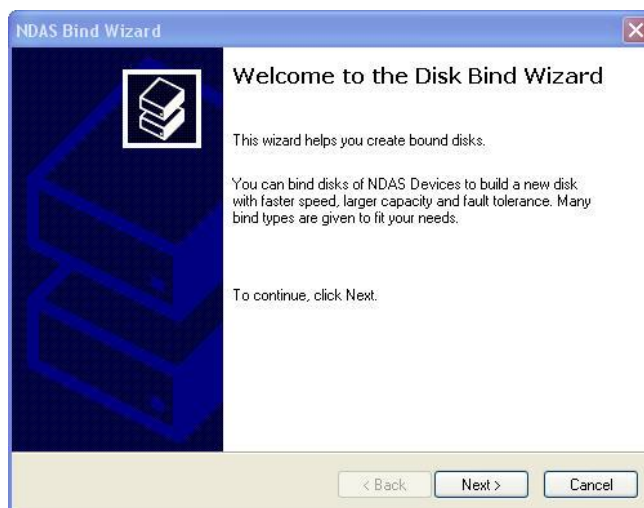 NDAS Bind Wizard
Welcome to the Disk Bind Wizard
This wizard helps you create bound disks.
You can bind disks of NDAS Devices to build a new disk
with faster speed, larger capacity and fault tolerance. Many
bind types are given to fit your needs.
To continue, click Next.
< Back
Next >
Cancel